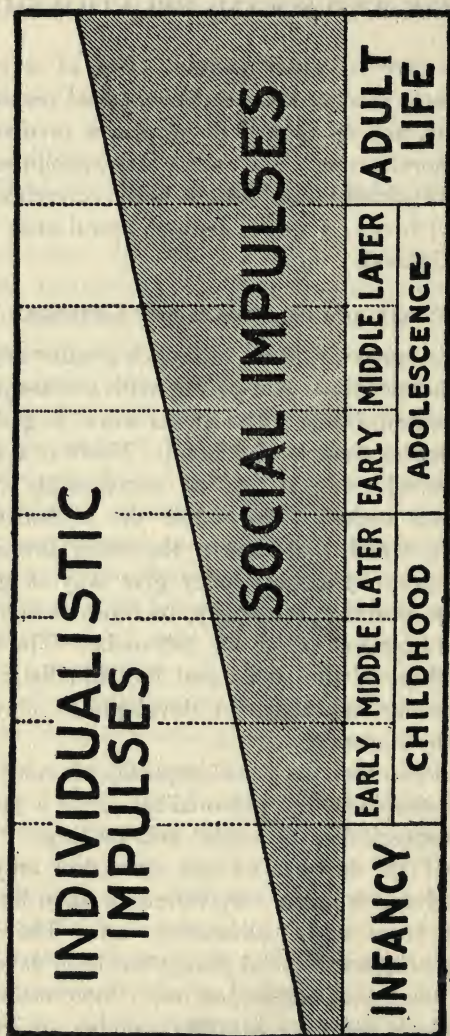 INDIVIDUALISTIC
IMPULSES
SOCIAL IMPULSES
INFANCY
EARLY MIDDLE LATER
CHILDHOOD
EARLY MIDDLE LATER
ADOLESCENCE
ADULT
LIFE